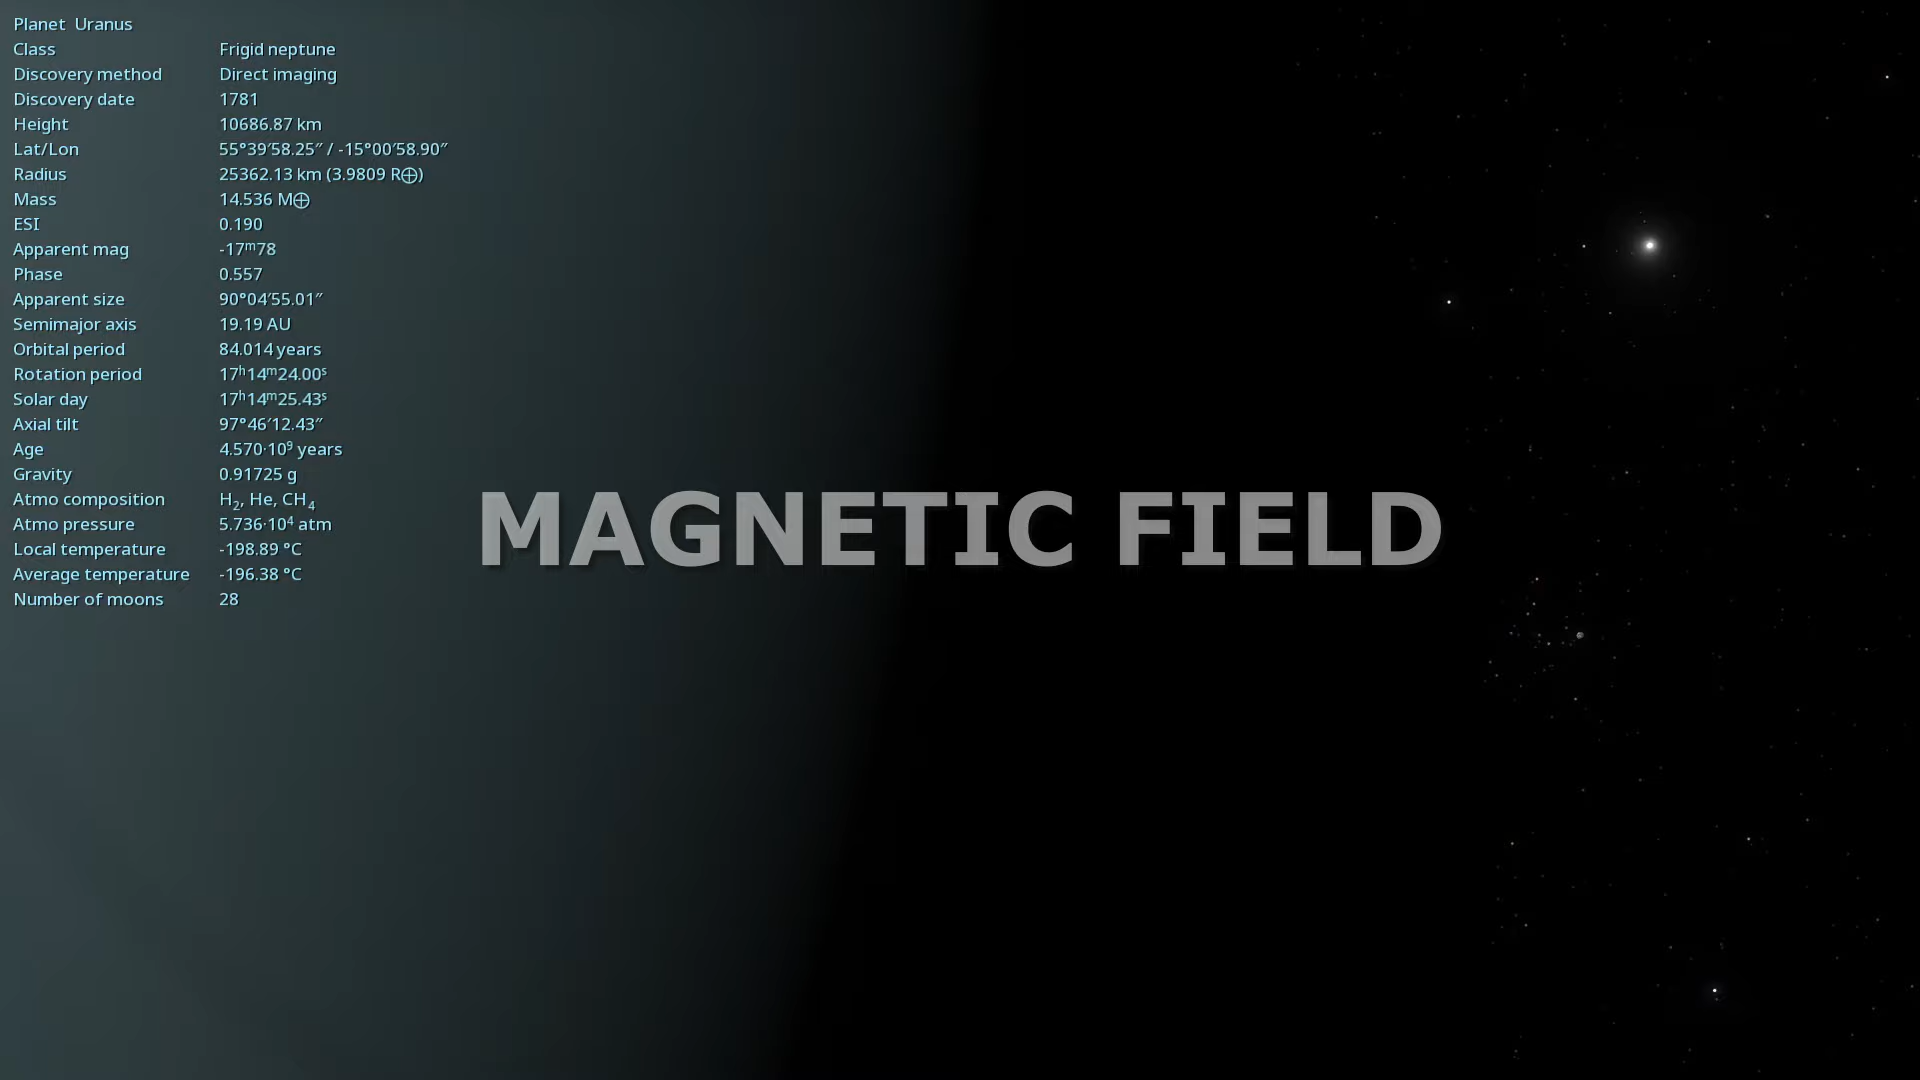 Planet Uranus
Class Frigid neptune
Discovery method Direct imaging
Discovery date 1781
Height 10686.87 km
Lat/Lon 55°39′58.25″ / -15°00′58.90″
Radius 25362.13 km (3.9809 R⊕)
Mass 14.536 M⊕
ESI 0.190
Apparent mag -17ᵐ78
Phase 0.557
Apparent size 90°04′55.01″
Semimajor axis 19.19 AU
Orbital period 84.014 years
Rotation period 17ʰ14ᵐ24.00ˢ
Solar day 17ʰ14ᵐ25.43ˢ
Axial tilt 97°46′12.43″
Age 4.570·10⁹ years
Gravity 0.91725 g
Atmo composition H₂, He, CH₄
Atmo pressure 5.736·10⁴ atm
Local temperature -198.89 °C
Average temperature -196.38 °C
Number of moons 28
MAGNETIC FIELD